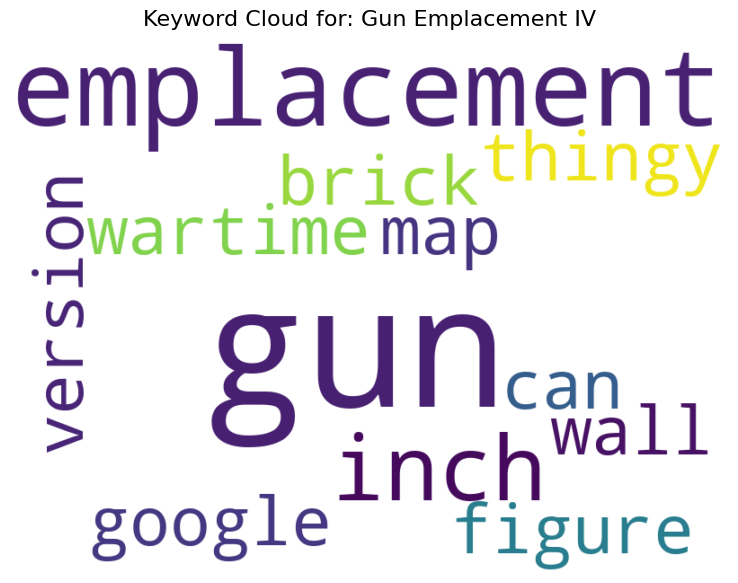 Keyword Cloud for: Gun Emplacement IV
emplacement
thingy
brick
version
wartime map
gun
can
wall
inch
google
figure